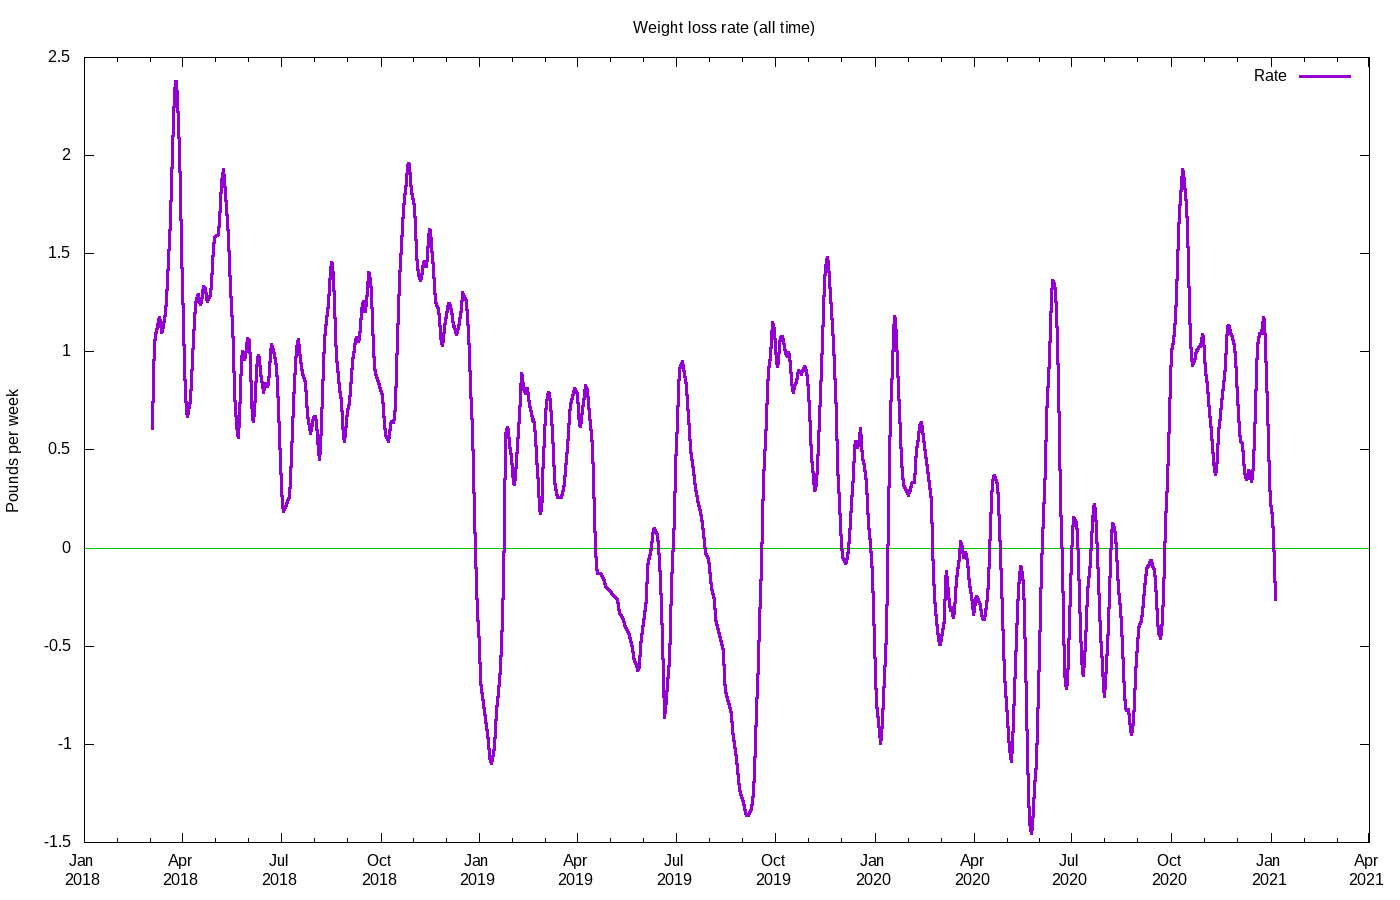 Weight loss rate (all time)
Rate
Pounds per week
2.5
2
1.5
1
0.5
0
-0.5
-1
-1.5
Jan Apr Jul Oct Jan Apr Jul Oct Jan Apr Jul Oct Jan Apr
2018 2018 2018 2018 2019 2019 2019 2019 2020 2020 2020 2020 2021 2021